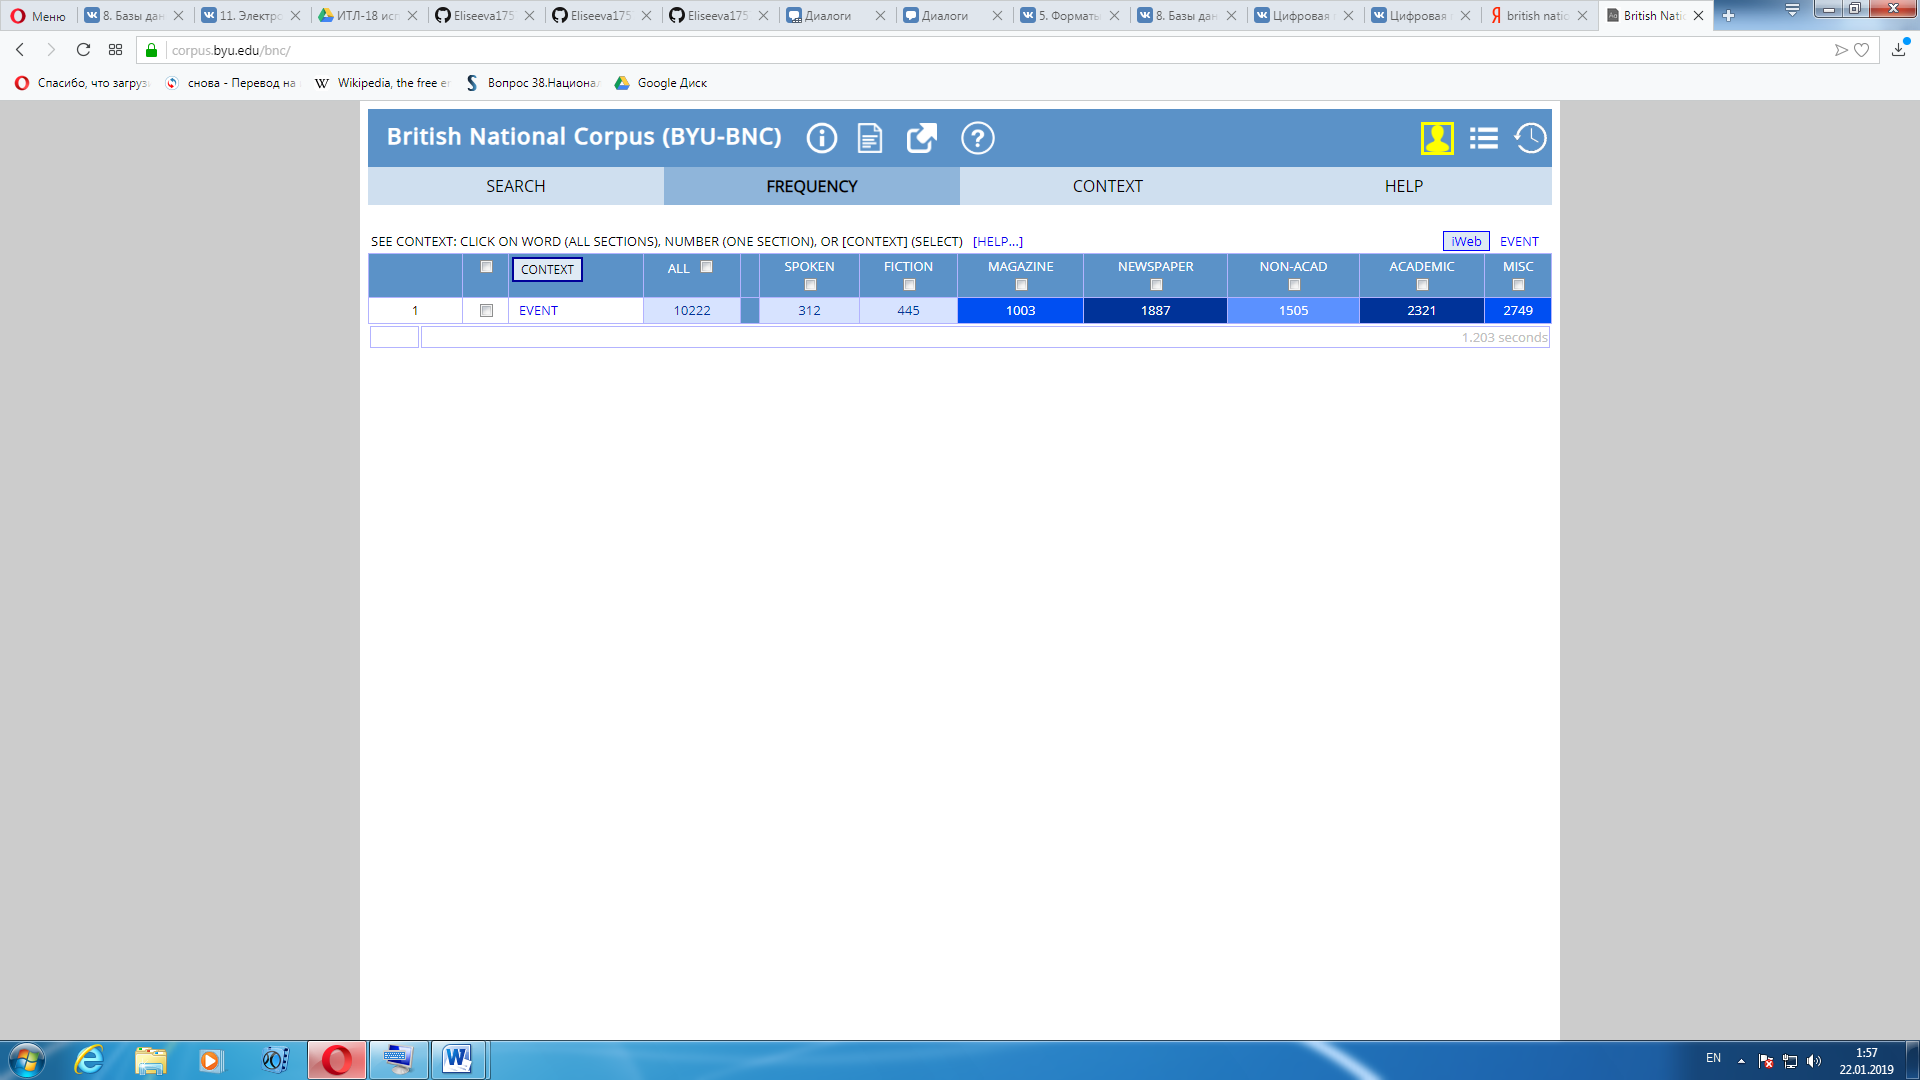 Меню 8. Базы дан 11. Электро ИТЛ-18 исп Eliseeva175 Eliseeva175 Eliseeva175 Диалоги Диалоги 5. Формать 8. Базы дан Цифровая Цифровая british natio British Nati
corpus.byu.edu/bnc/
Спасибо, что загруз снова - Перевод на Wikipedia, the free e Вопрос 38.Национа Google Диск
British National Corpus (BYU-BNC)
SEARCH FREQUENCY CONTEXT HELP
SEE CONTEXT: CLICK ON WORD (ALL SECTIONS), NUMBER (ONE SECTION), OR [CONTEXT] (SELECT) [HELP...] iWeb EVENT
CONTEXT ALL SPOKEN FICTION MAGAZINE NEWSPAPER NON-ACAD ACADEMIC MISC
1 EVENT 10222 312 445 1003 1887 1505 2321 2749
1.203 seconds
EN 1:57
22.01.2019